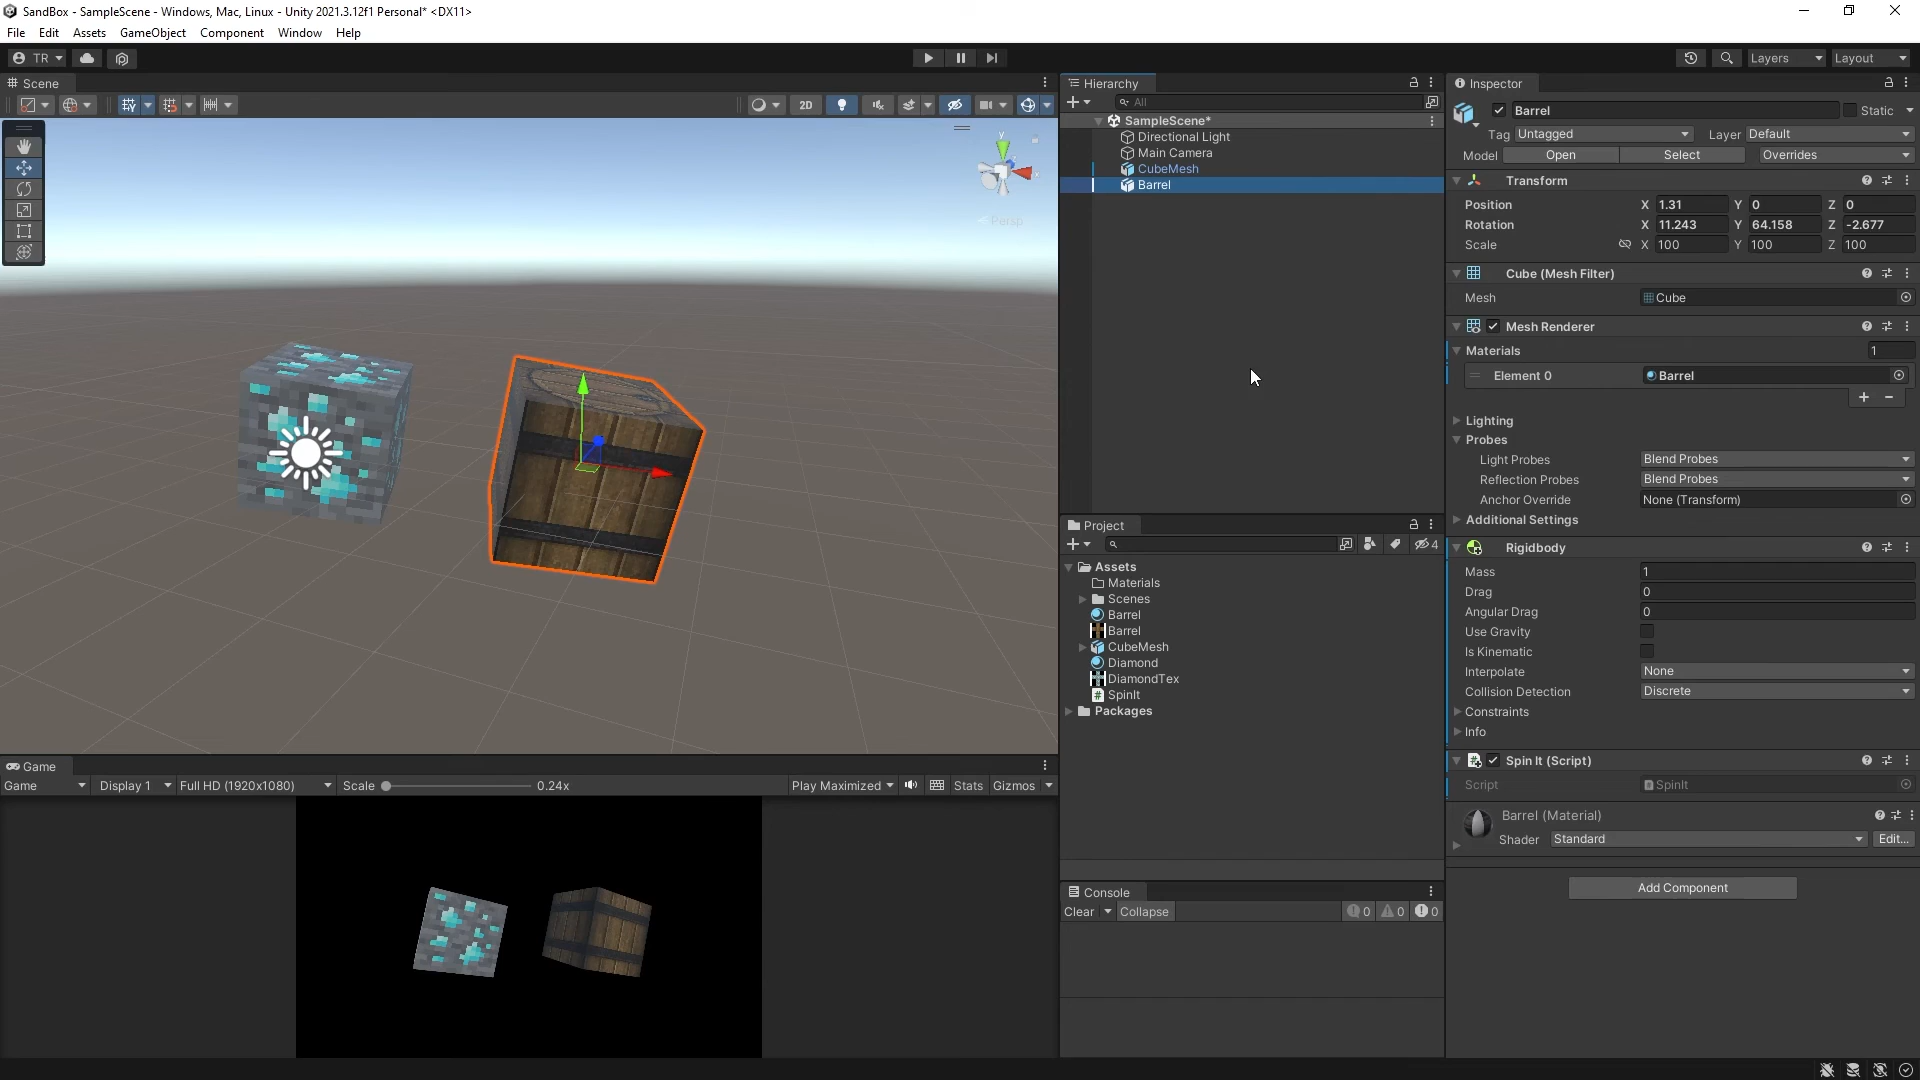 SandBox - SampleScene - Windows, Mac, Linux - Unity 2021.3.12f1 Personal* <DX11>
File Edit Assets GameObject Component Window Help
TR
Layers Layout
Scene
2D
y
Persp
Hierarchy
All
SampleScene*
Directional Light
Main Camera
CubeMesh
Barrel
Project
4
Assets
Materials
Scenes
Barrel
Barrel
CubeMesh
Diamond
DiamondTex
SpinIt
Packages
Console
Clear Collapse 0 0 0
Game
Game Display 1 Full HD (1920x1080) Scale 0.24x Play Maximized Stats Gizmos
Inspector
Barrel Static
Tag Untagged Layer Default
Model Open Select Overrides
Transform
Position X 1.31 Y 0 Z 0
Rotation X 11.243 Y 64.158 Z -2.677
Scale X 100 Y 100 Z 100
Cube (Mesh Filter)
Mesh Cube
Mesh Renderer
Materials 1
Element 0 Barrel
Lighting
Probes
Light Probes Blend Probes
Reflection Probes Blend Probes
Anchor Override None (Transform)
Additional Settings
Rigidbody
Mass 1
Drag 0
Angular Drag 0
Use Gravity
Is Kinematic
Interpolate None
Collision Detection Discrete
Constraints
Info
Spin It (Script)
Script SpinIt
Barrel (Material)
Shader Standard Edit...
Add Component